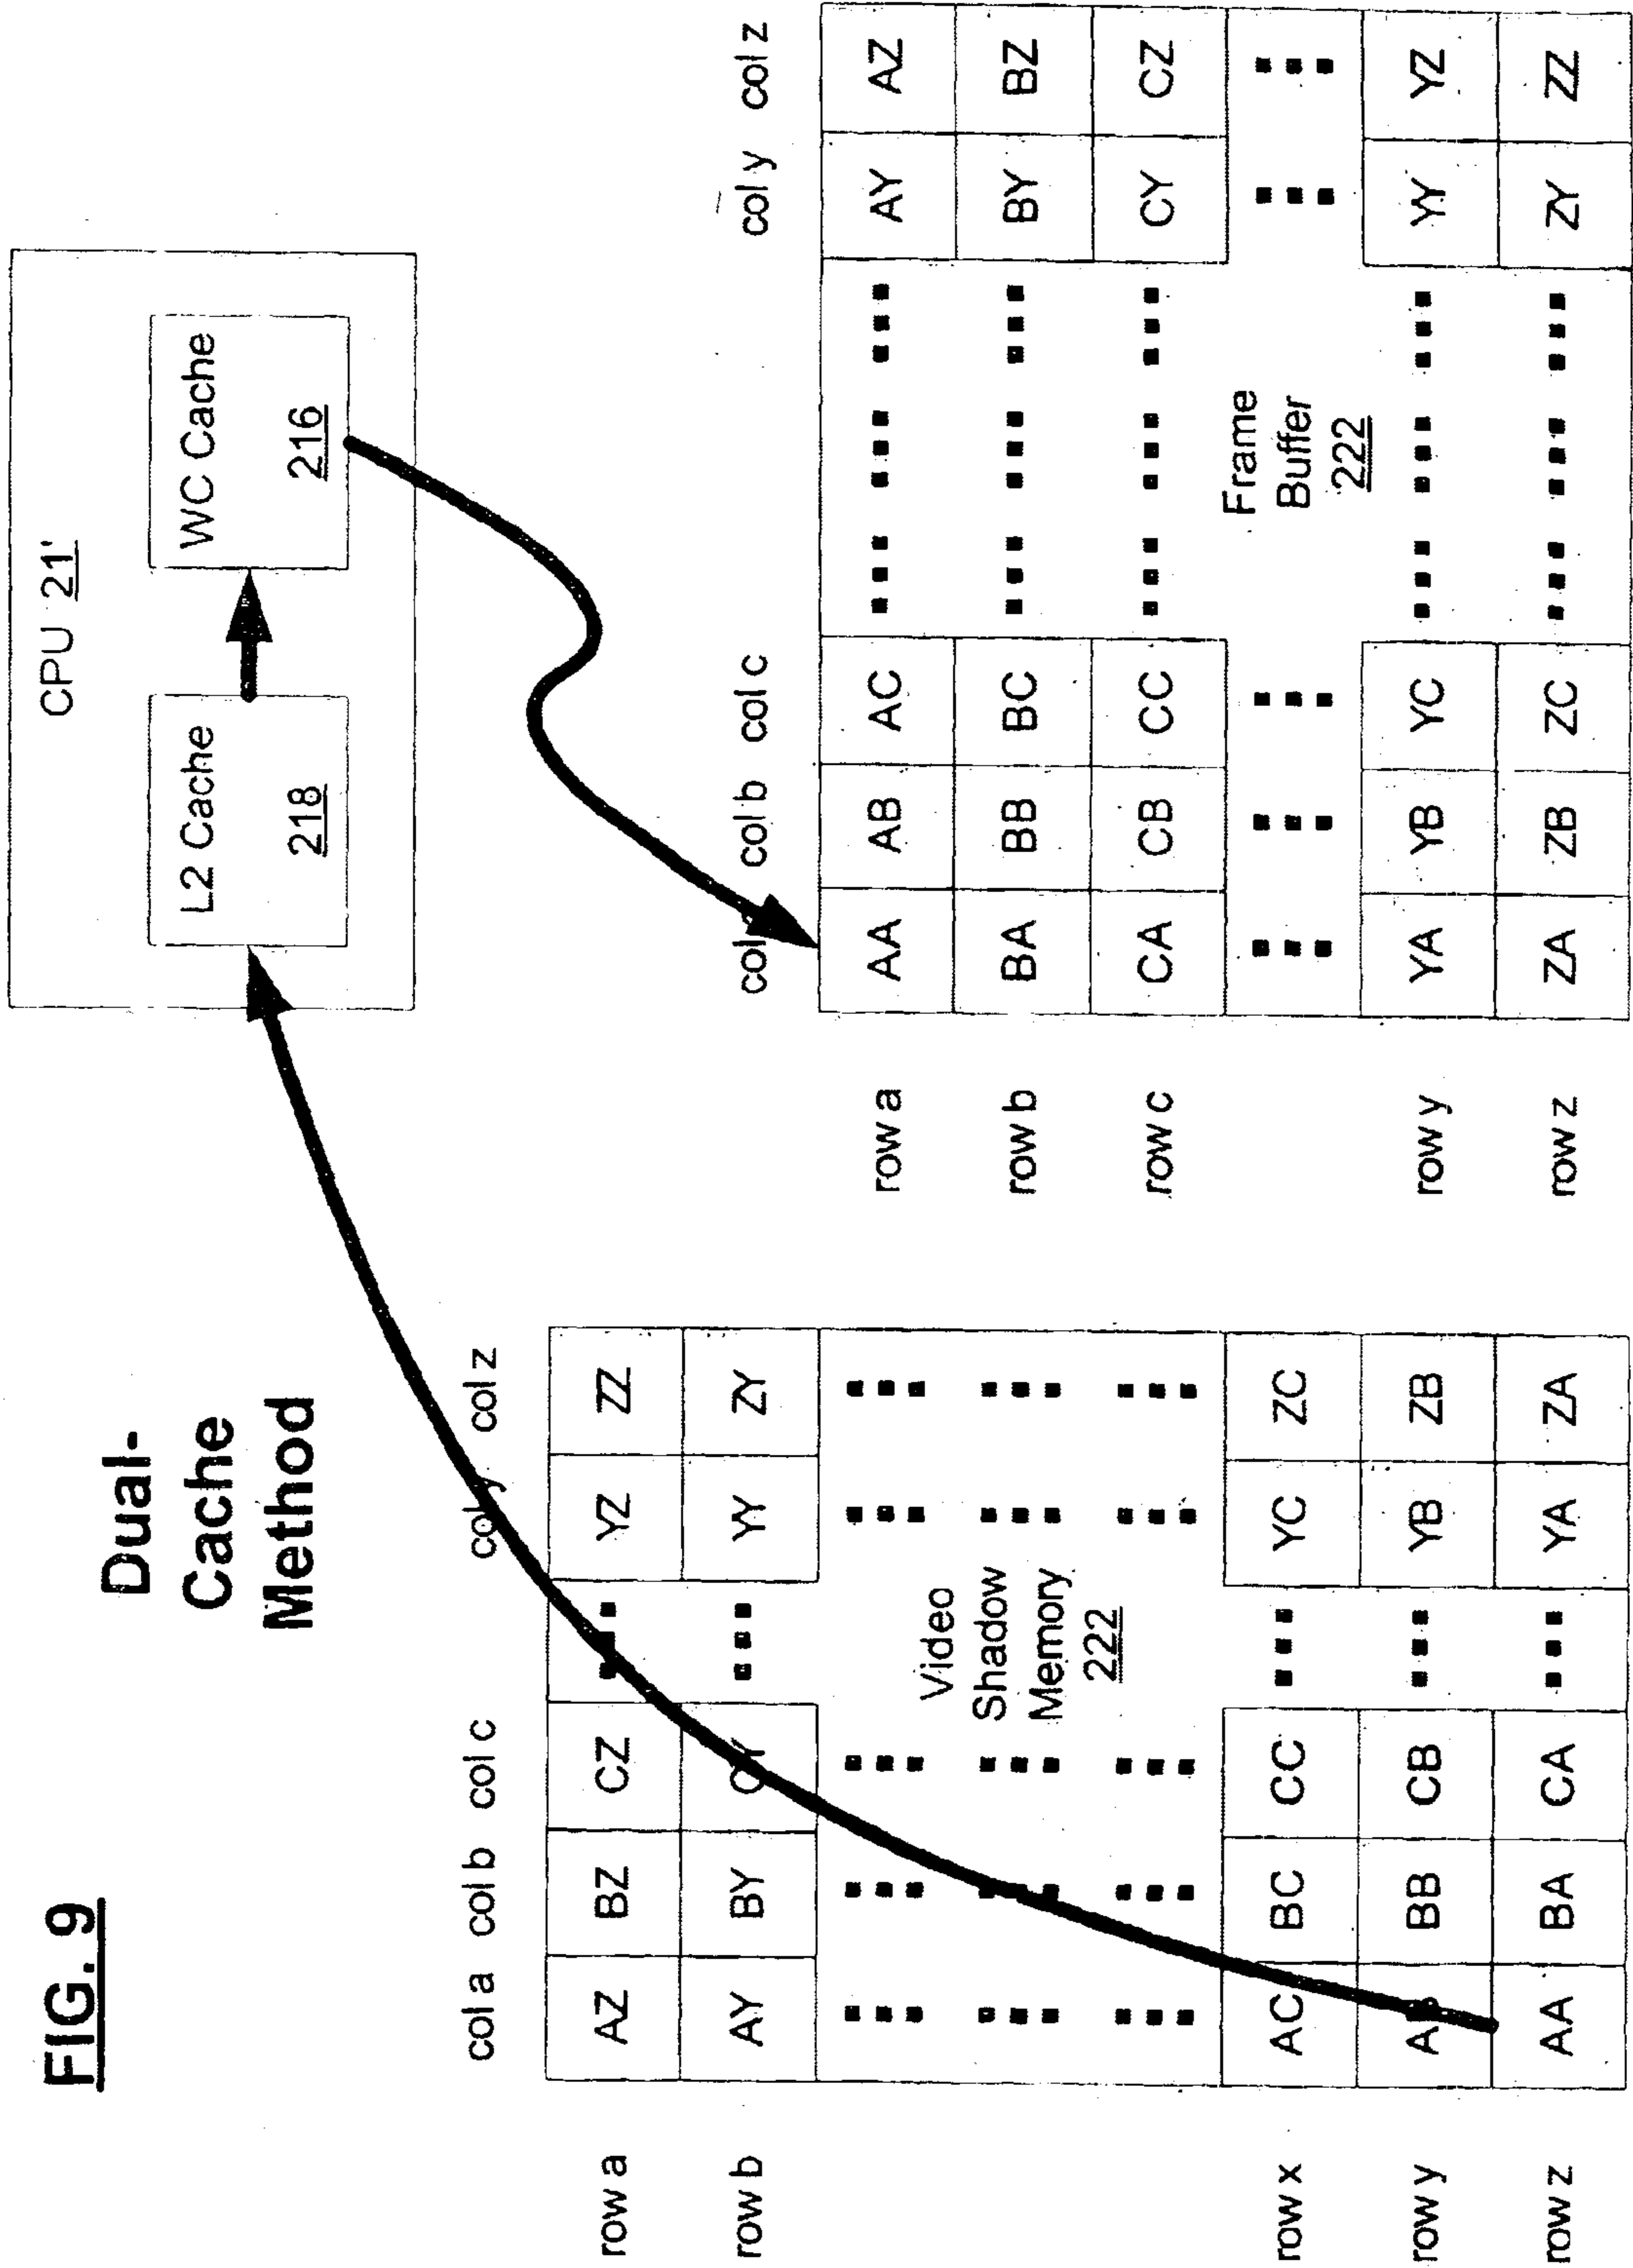 FIG. 9
Dual-
Cache
Method
CPU 21'
L2 Cache
218
WC Cache
216
col a col b col c col y col z
row a AZ BZ CZ ▪▪▪ YZ ZZ
row b AY BY CY ▪▪▪ YY ZY
Video
Shadow
Memory
222
row x AC BC CC ▪▪▪ YC ZC
row y AB BB CB ▪▪▪ YB ZB
row z AA BA CA ▪▪▪ YA ZA
col col b col c col y col z
row a AA AB AC ▪▪▪ ▪▪▪ ▪▪▪ AY AZ
row b BA BB BC ▪▪▪ ▪▪▪ ▪▪▪ BY BZ
row c CA CB CC ▪▪▪ ▪▪▪ ▪▪▪ CY CZ
Frame
Buffer
222
row y YA YB YC ▪▪▪ ▪▪▪ ▪▪▪ YY YZ
row z ZA ZB ZC ▪▪▪ ▪▪▪ ▪▪▪ ZY ZZ